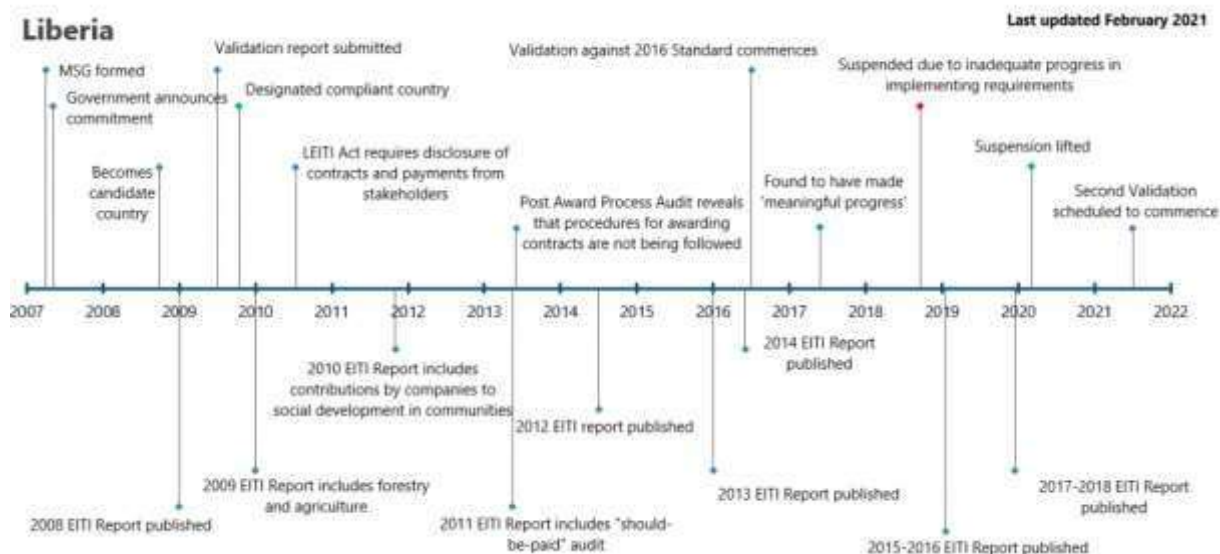 Liberia
Last updated February 2021
MSG formed
Government announces
commitment
Becomes
candidate
country
Validation report submitted
Designated compliant country
LEITI Act requires disclosure of
contracts and payments from
stakeholders
Post Award Process Audit reveals
that procedures for awarding
contracts are not being followed
Validation against 2016 Standard commences
Found to have made
'meaningful progress'
Suspended due to inadequate progress in
implementing requirements
Suspension lifted
Second Validation
scheduled to commence
2007 2008 2009 2010 2011 2012 2013 2014 2015 2016 2017 2018 2019 2020 2021 2022
2008 EITI Report published
2009 EITI Report includes forestry
and agriculture
2010 EITI Report includes
contributions by companies to
social development in communities
2011 EITI Report includes "should-
be-paid" audit
2012 EITI report published
2013 EITI Report published
2014 EITI Report
published
2015-2016 EITI Report published
2017-2018 EITI Report
published